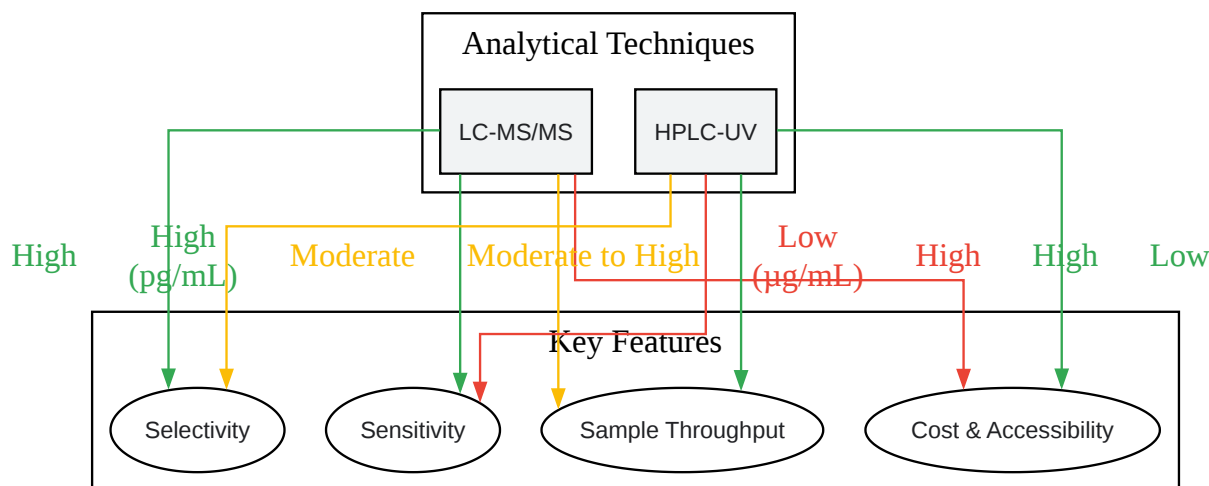 Analytical Techniques
LC-MS/MS
HPLC-UV
High
High
(pg/mL)
Moderate
Moderate to High
Low
(µg/mL)
High
High
Low
Key Features
Selectivity
Sensitivity
Sample Throughput
Cost & Accessibility